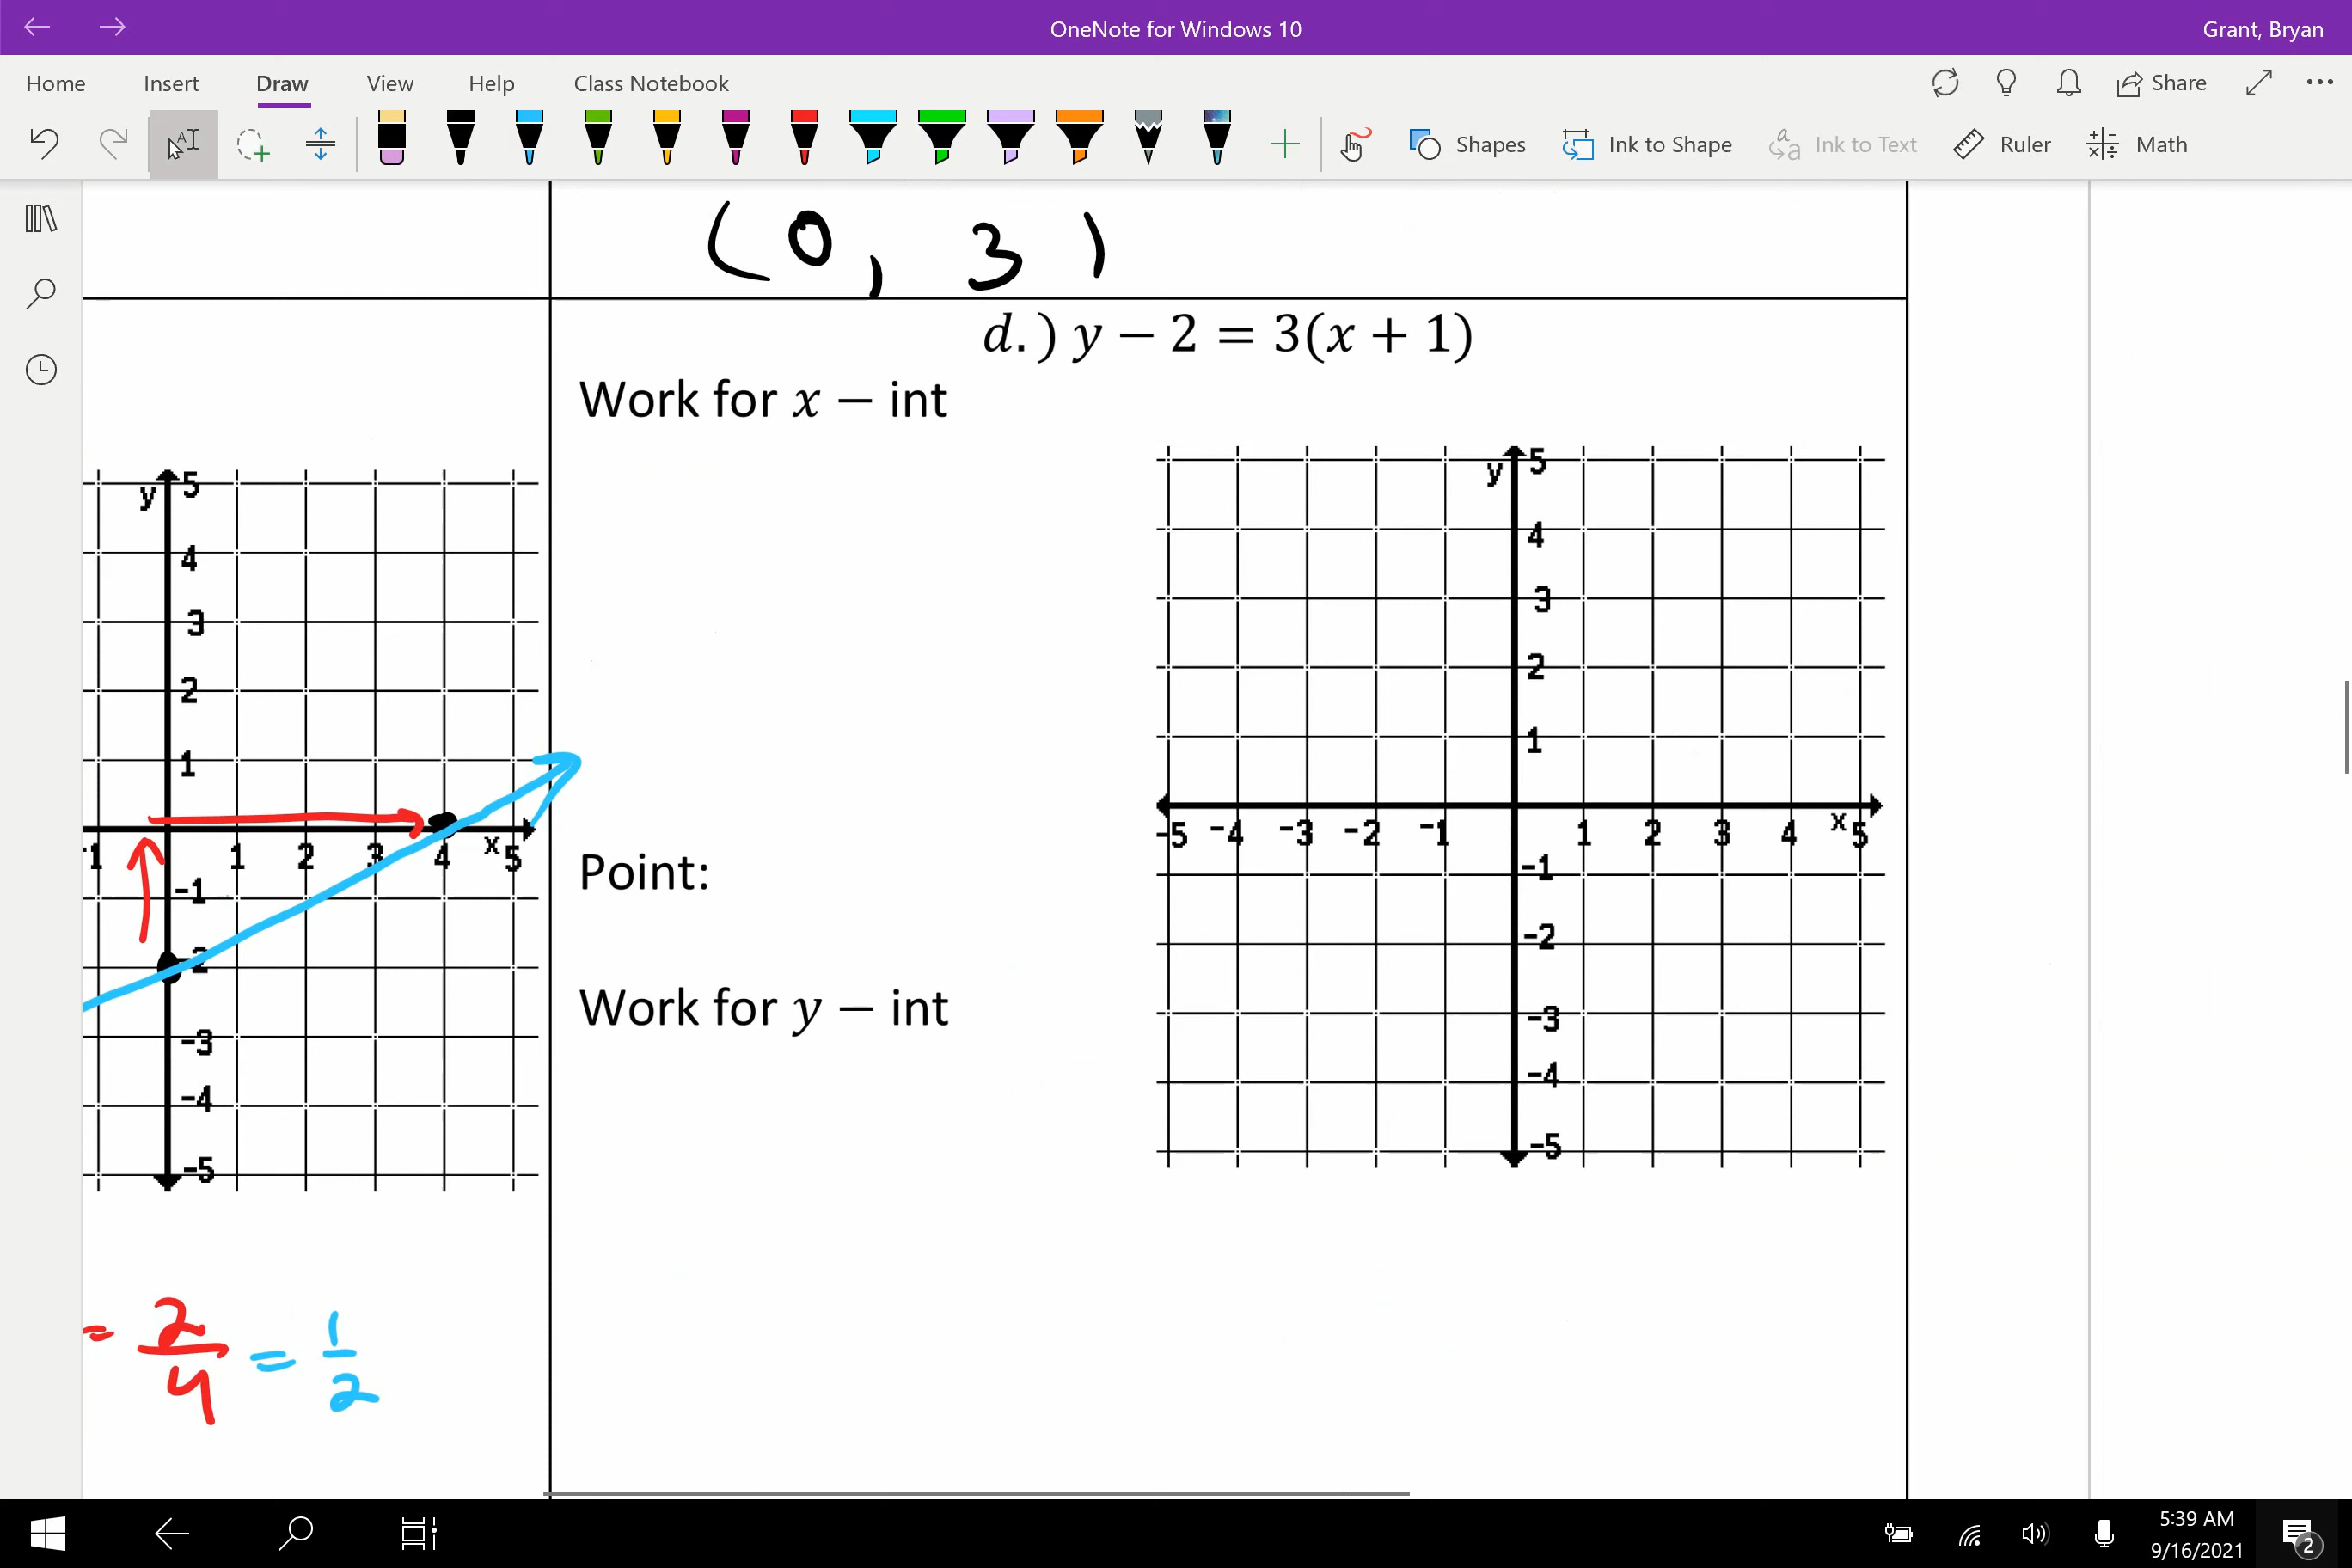 OneNote for Windows 10
Grant, Bryan
Home Insert Draw View Help Class Notebook
Share
Shapes Ink to Shape Ink to Text Ruler Math
(0, 3)
d.) y − 2 = 3(x + 1)
Work for x − int
y 5
4
3
2
1
-1 1 2 3 4 x 5
-1
-2
-3
-4
-5
= 2/4 = 1/2
Point:
Work for y − int
y 5
4
3
2
1
-5 -4 -3 -2 -1 1 2 3 4 x 5
-1
-2
-3
-4
-5
5:39 AM
9/16/2021
2